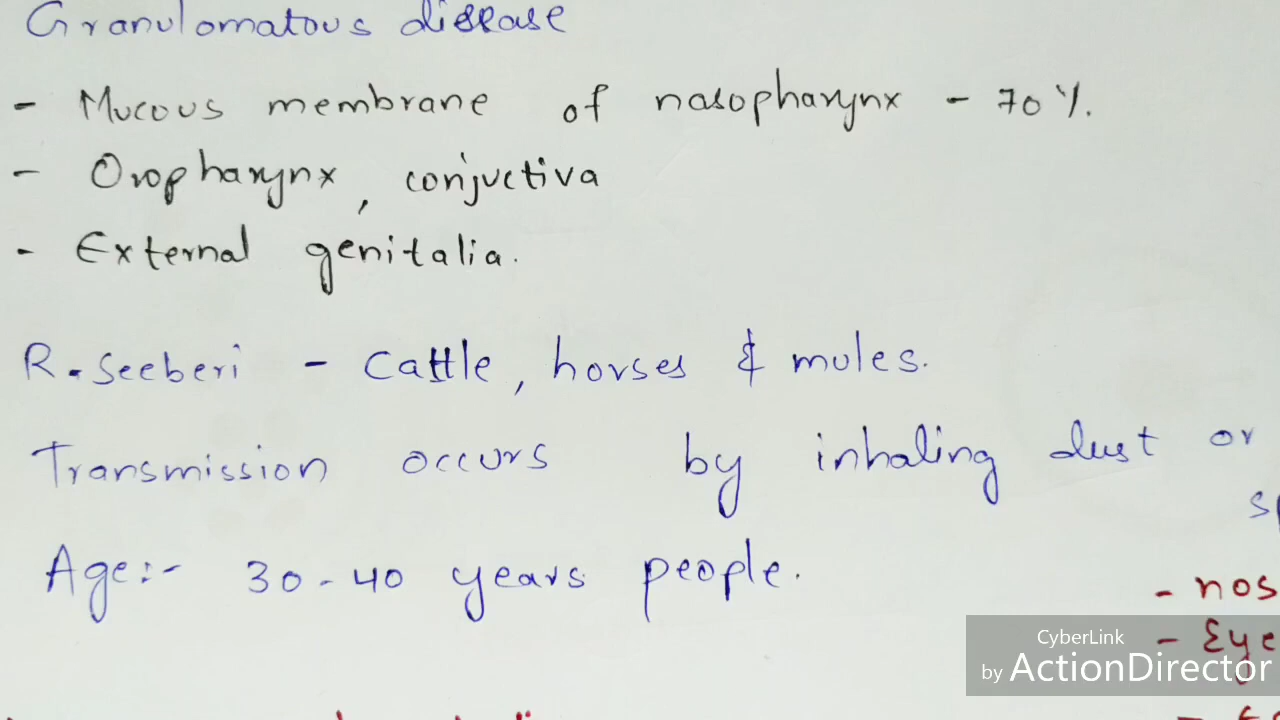 Granulomatous disease
- Mucous membrane of nasopharynx - 70%.
- Oropharynx, conjuctiva
- External genitalia.
R. Seeberi - Cattle, horses & mules.
Transmission occurs by inhaling dust or
Age:- 30-40 years people.
- nos
- Eye
CyberLink
by ActionDirector